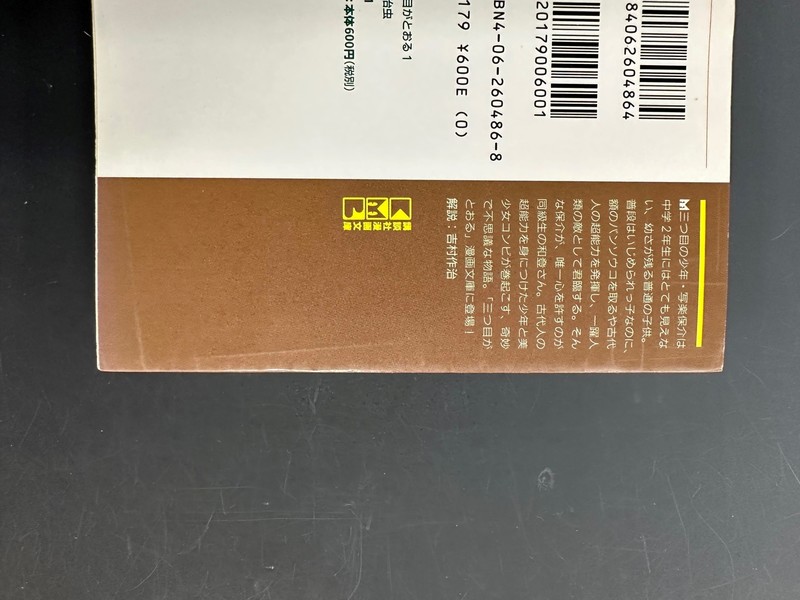 84062604864
20179006001
BN4-06-260486-8
179 ¥600E (0)
目がとおる 1
治虫
1
：本体600円（税別）
三つ目の少年・写楽保介は
中学2年生にはとても見えな
い、幼さが残る普通の子供。
普段はいじめられっ子なのに、
額のバンソウコを取るや古代
人の超能力を発揮し、一躍人
類の敵として君臨する。そん
な保介が、唯一心を許すのが
同級生の和登さん。古代人の
超能力を身につけた少年と美
少女コンビが巻起こす、奇妙
で不思議な物語。「三つ目が
とおる」漫画文庫に登場！
解説：吉村作治
KMB
講談社漫画文庫